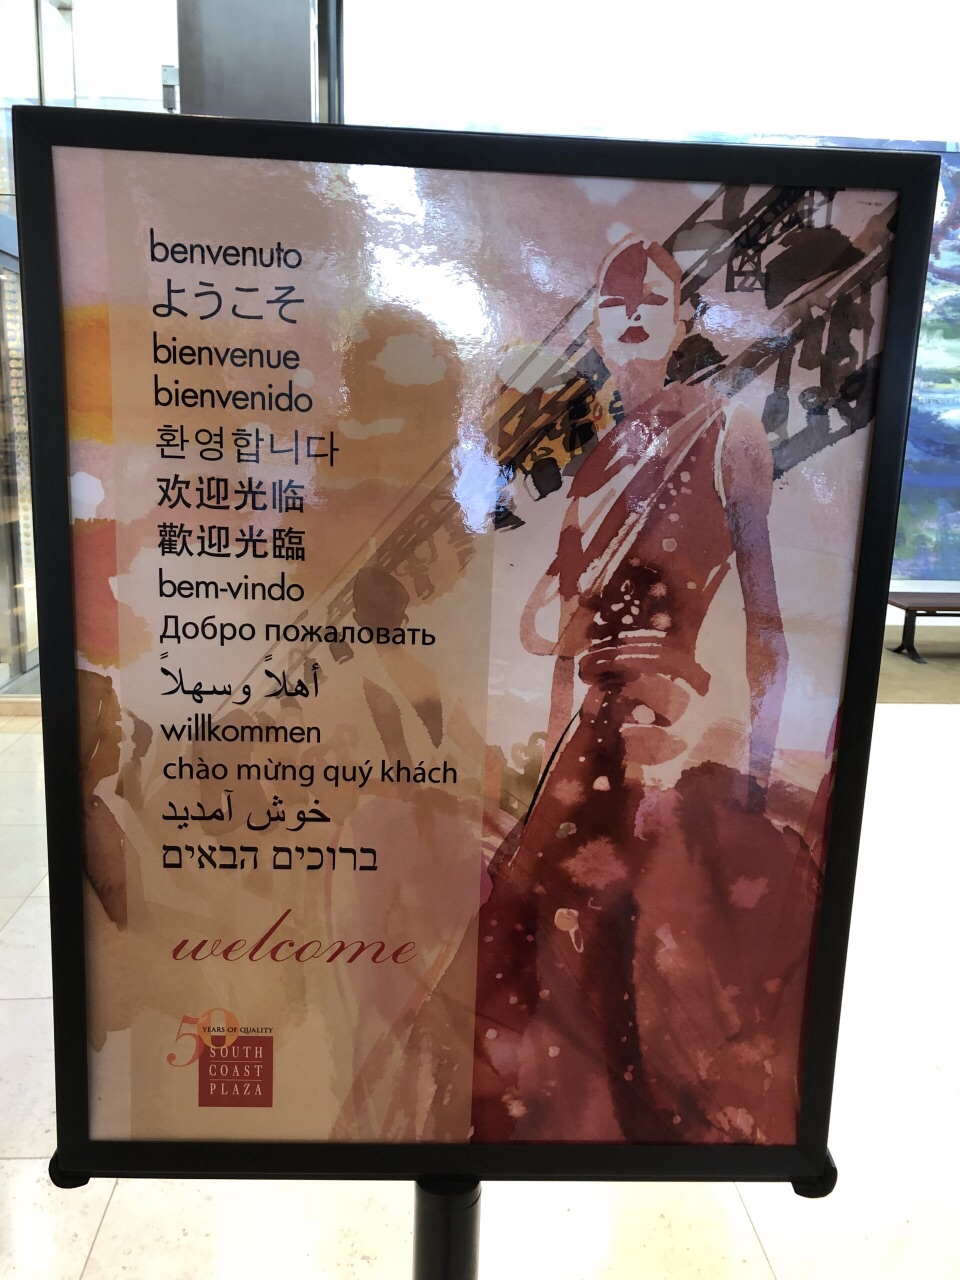 benvenuto
ようこそ
bienvenue
bienvenido
환영합니다
欢迎光临
歡迎光臨
bem-vindo
Добро пожаловать
أهلاً وسهلاً
willkommen
chào mừng quý khách
خوش آمدید
ברוכים הבאים
welcome
50 YEARS OF QUALITY
SOUTH
COAST
PLAZA